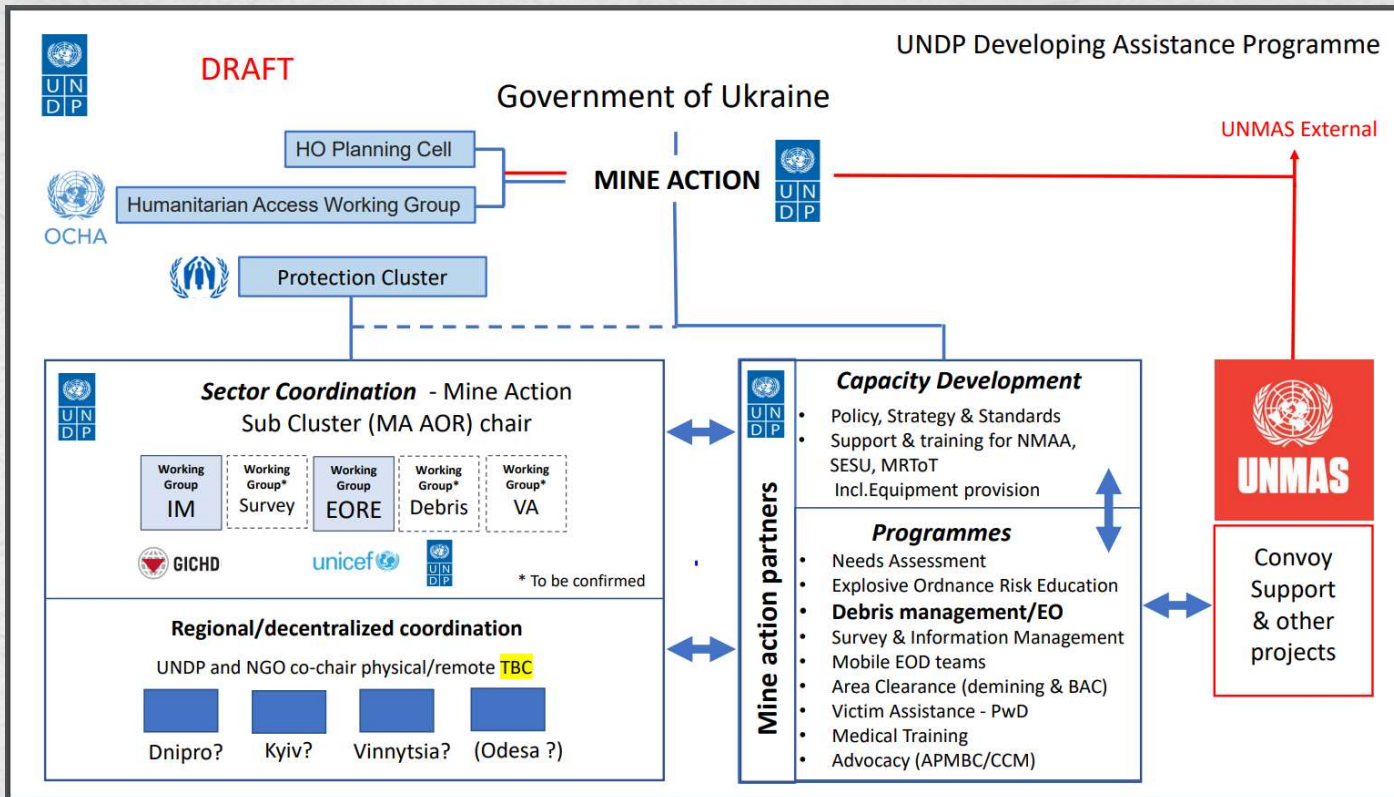 UNDP Developing Assistance Programme
U N
D P
DRAFT
Government of Ukraine
UNMAS External
HO Planning Cell
MINE ACTION
U N
D P
Humanitarian Access Working Group
OCHA
Protection Cluster
U N
D P
Sector Coordination - Mine Action
Sub Cluster (MA AOR) chair
Working
Group
IM
Working
Group*
Survey
Working
Group
EORE
Working
Group*
Debris
Working
Group*
VA
GICHD
unicef
U N
D P
* To be confirmed
Regional/decentralized coordination
UNDP and NGO co-chair physical/remote TBC
Dnipro?
Kyiv?
Vinnytsia?
(Odesa ?)
U N
D P
Mine action partners
Capacity Development
• Policy, Strategy & Standards
• Support & training for NMAA,
SESU, MRToT
Incl.Equipment provision
Programmes
• Needs Assessment
• Explosive Ordnance Risk Education
• Debris management/EO
• Survey & Information Management
• Mobile EOD teams
• Area Clearance (demining & BAC)
• Victim Assistance - PwD
• Medical Training
• Advocacy (APMBC/CCM)
UNMAS
Convoy
Support
& other
projects